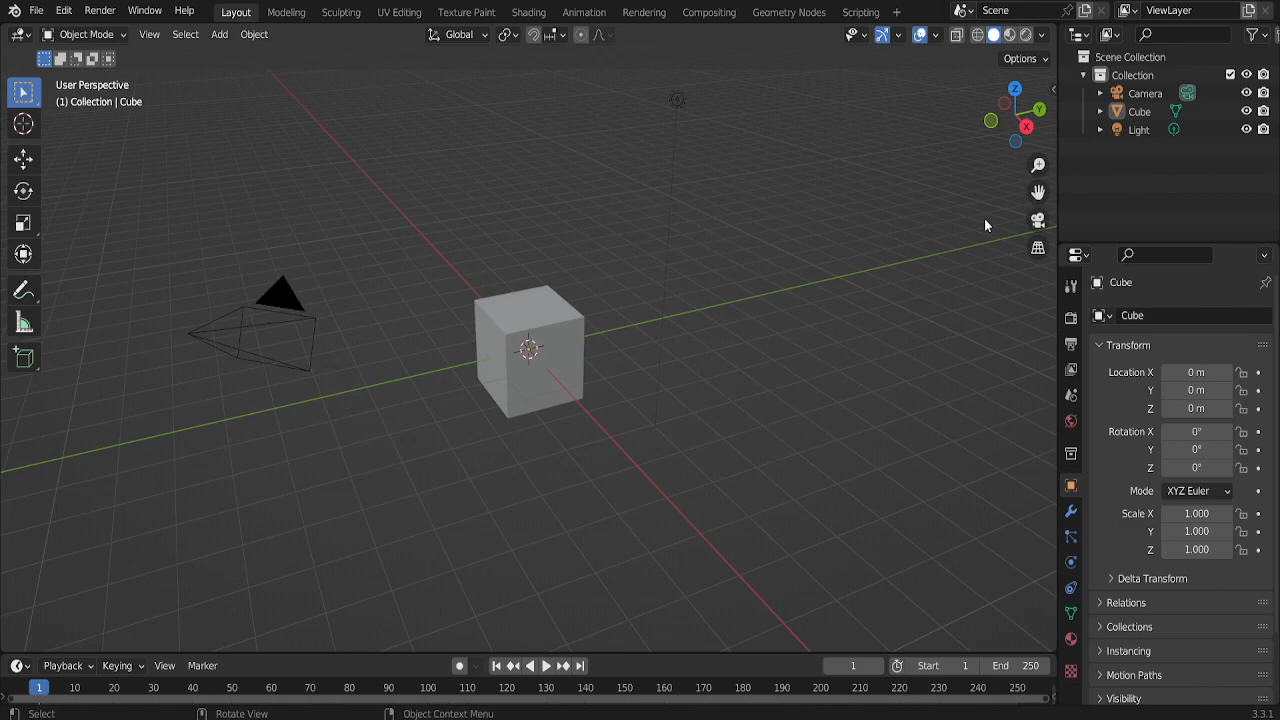 File Edit Render Window Help Layout Modeling Sculpting UV Editing Texture Paint Shading Animation Rendering Compositing Geometry Nodes Scripting + Scene ViewLayer
Object Mode View Select Add Object Global
Options
User Perspective
(1) Collection | Cube
Z
Y
X
Scene Collection
Collection
Camera
Cube
Light
Cube
Cube
Transform
Location X 0 m
Y 0 m
Z 0 m
Rotation X 0°
Y 0°
Z 0°
Mode XYZ Euler
Scale X 1.000
Y 1.000
Z 1.000
Delta Transform
Relations
Collections
Instancing
Motion Paths
Visibility
Playback Keying View Marker 1 Start 1 End 250
1 10 20 30 40 50 60 70 80 90 100 110 120 130 140 150 160 170 180 190 200 210 220 230 240 250
Select Rotate View Object Context Menu 3.3.1